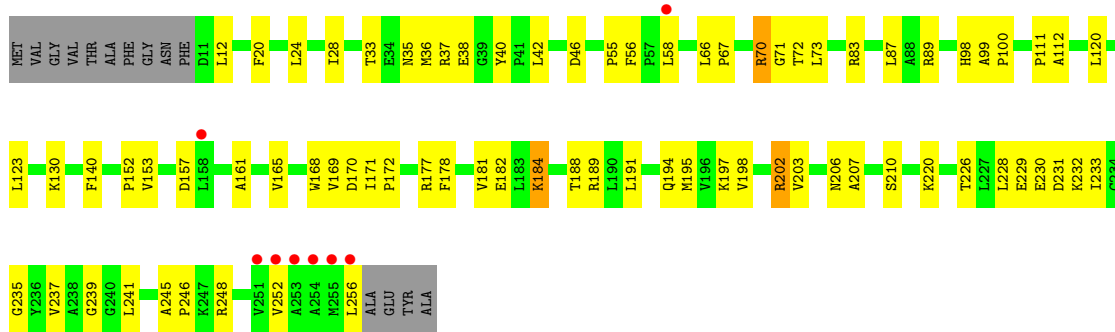 MET VAL GLY VAL THR ALA PHE GLY ASN PHE D11 L12 F20 L24 I28 T33 E34 N35 M36 R37 E38 G39 Y40 P41 L42 D46 P55 F56 P57 L58 L66 P67 R70 G71 T72 L73 R83 L87 A88 R89 H98 A99 P100 P111 A112 L120
L123 K130 F140 P152 V153 D157 L158 A161 V165 W168 V169 D170 I171 P172 R177 F178 V181 E182 L183 K184 T188 R189 L190 L191 Q194 M195 V196 K197 V198 R202 V203 N206 A207 S210 K220 T226 L227 L228 E229 E230 D231 K232 I233 G234
G235 Y236 V237 A238 G239 G240 L241 A245 P246 K247 R248 V251 V252 A253 A254 M255 L256 ALA GLU TYR ALA